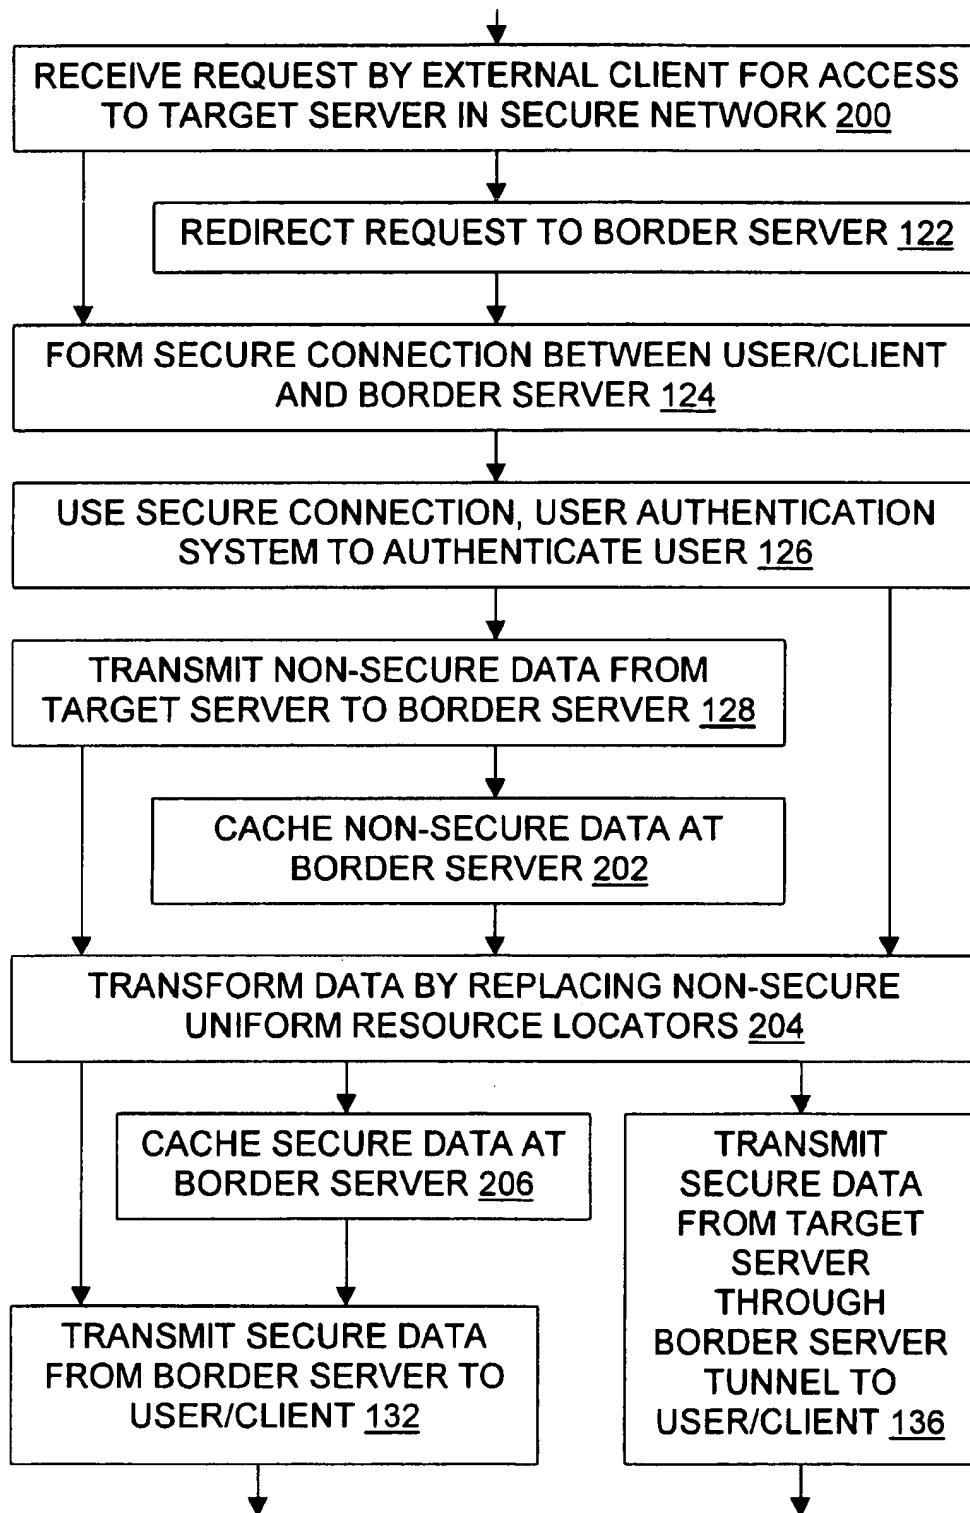 RECEIVE REQUEST BY EXTERNAL CLIENT FOR ACCESS
TO TARGET SERVER IN SECURE NETWORK 200
REDIRECT REQUEST TO BORDER SERVER 122
FORM SECURE CONNECTION BETWEEN USER/CLIENT
AND BORDER SERVER 124
USE SECURE CONNECTION, USER AUTHENTICATION
SYSTEM TO AUTHENTICATE USER 126
TRANSMIT NON-SECURE DATA FROM
TARGET SERVER TO BORDER SERVER 128
CACHE NON-SECURE DATA AT
BORDER SERVER 202
TRANSFORM DATA BY REPLACING NON-SECURE
UNIFORM RESOURCE LOCATORS 204
CACHE SECURE DATA AT
BORDER SERVER 206
TRANSMIT SECURE DATA
FROM BORDER SERVER TO
USER/CLIENT 132
TRANSMIT
SECURE DATA
FROM TARGET
SERVER
THROUGH
BORDER SERVER
TUNNEL TO
USER/CLIENT 136